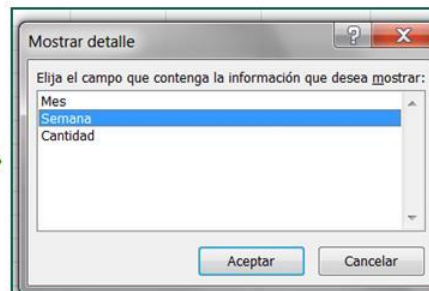 Mostrar detalle
Elija el campo que contenga la información que desea mostrar:
Mes
Semana
Cantidad
Aceptar
Cancelar